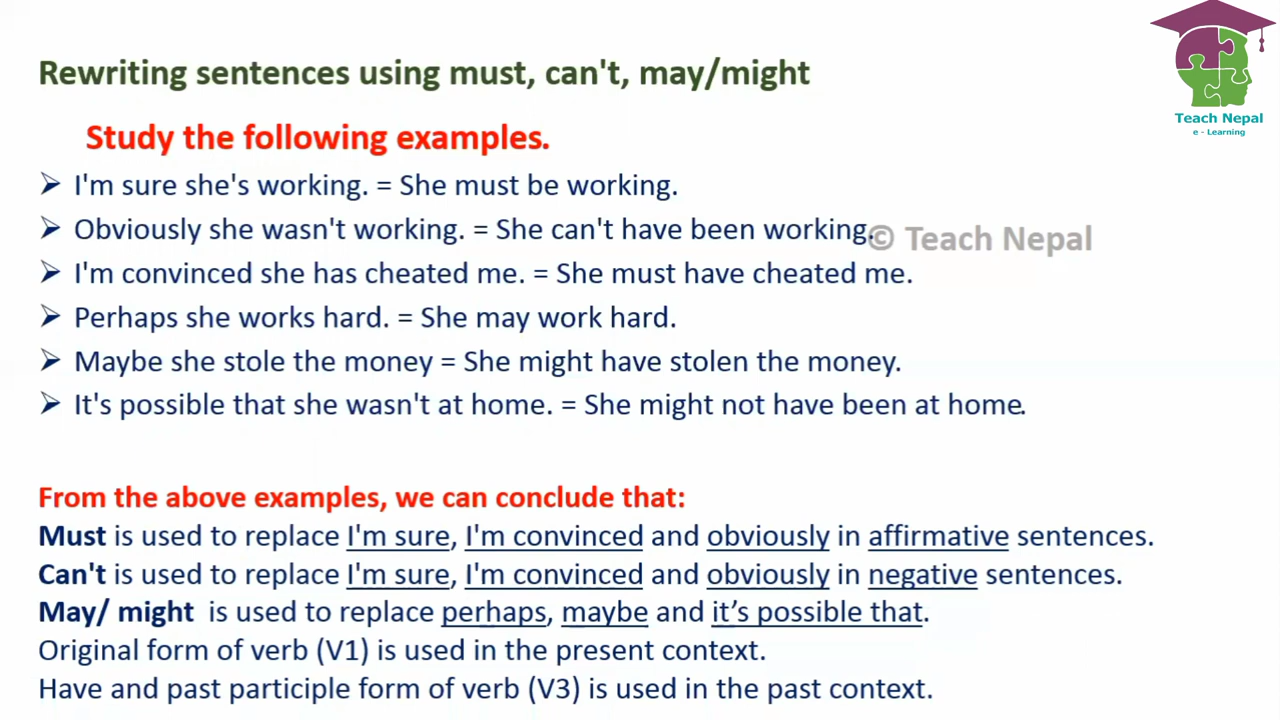 Rewriting sentences using must, can't, may/might
Teach Nepal
e - Learning
Study the following examples.
➢ I'm sure she's working. = She must be working.
➢ Obviously she wasn't working. = She can't have been working.
© Teach Nepal
➢ I'm convinced she has cheated me. = She must have cheated me.
➢ Perhaps she works hard. = She may work hard.
➢ Maybe she stole the money = She might have stolen the money.
➢ It's possible that she wasn't at home. = She might not have been at home.
From the above examples, we can conclude that:
Must is used to replace I'm sure, I'm convinced and obviously in affirmative sentences.
Can't is used to replace I'm sure, I'm convinced and obviously in negative sentences.
May/ might is used to replace perhaps, maybe and it’s possible that.
Original form of verb (V1) is used in the present context.
Have and past participle form of verb (V3) is used in the past context.